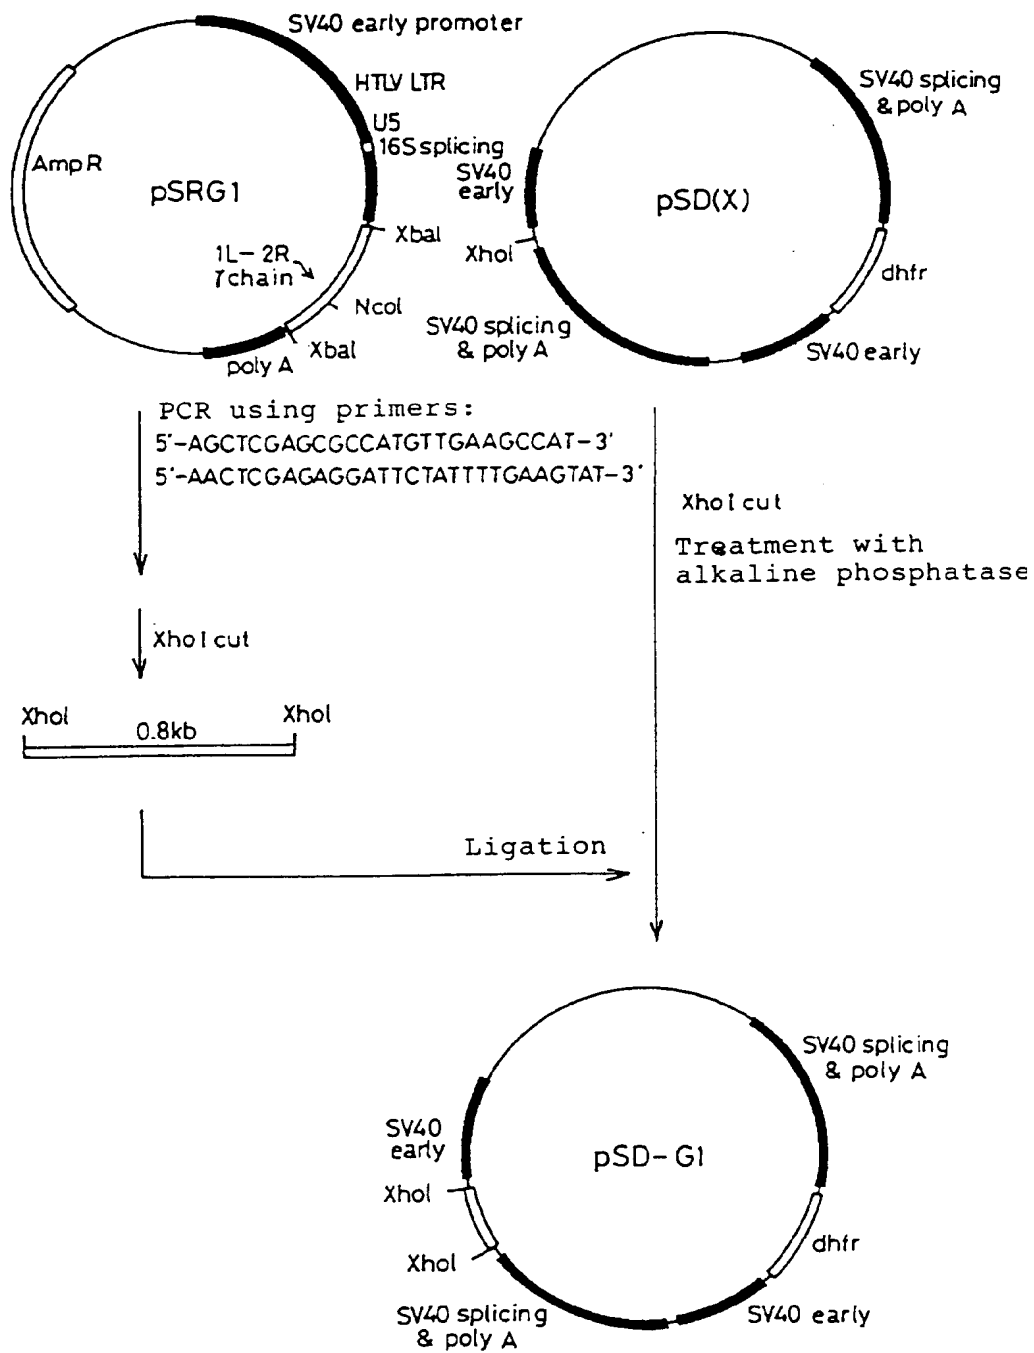 SV40 early promoter
HTLV LTR
U5
16S splicing
AmpR
pSRG1
XbaI
1L-2R
γchain
NcoI
XbaI
poly A
SV40 splicing
& poly A
SV40
early
pSD(X)
XhoI
dhfr
SV40 splicing
& poly A
SV40 early
PCR using primers:
5'-AGCTCGAGCGCCATGTTGAAGCCAT-3'
5'-AACTCGAGAGGATTCTATTTTGAAGTAT-3'
XhoI cut
Treatment with
alkaline phosphatase
XhoI cut
XhoI
XhoI
0.8kb
Ligation
SV40 splicing
& poly A
SV40
early
pSD-G1
XhoI
dhfr
XhoI
SV40 splicing
& poly A
SV40 early